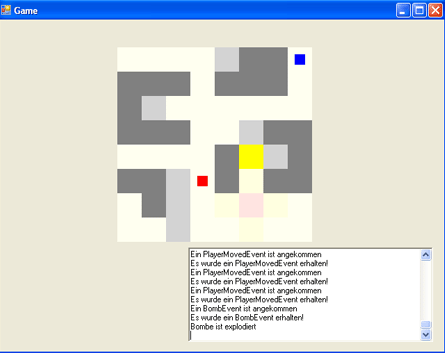 Game
Ein PlayerMovedEvent ist angekommen
Es wurde ein PlayerMovedEvent erhalten!
Ein PlayerMovedEvent ist angekommen
Es wurde ein PlayerMovedEvent erhalten!
Ein PlayerMovedEvent ist angekommen
Es wurde ein PlayerMovedEvent erhalten!
Ein BombEvent ist angekommen
Es wurde ein BombEvent erhalten!
Bombe ist explodiert